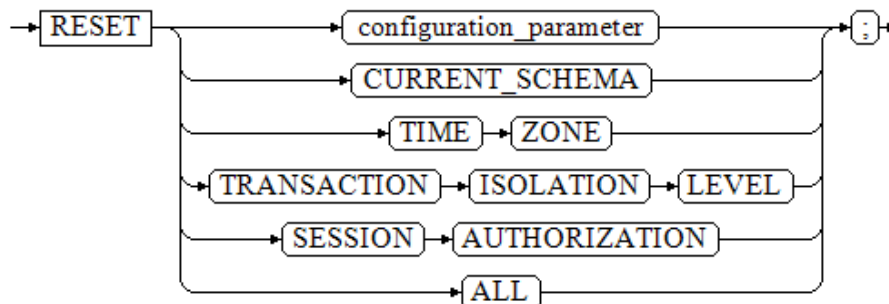 RESET configuration_parameter ;
CURRENT_SCHEMA
TIME ZONE
TRANSACTION ISOLATION LEVEL
SESSION AUTHORIZATION
ALL